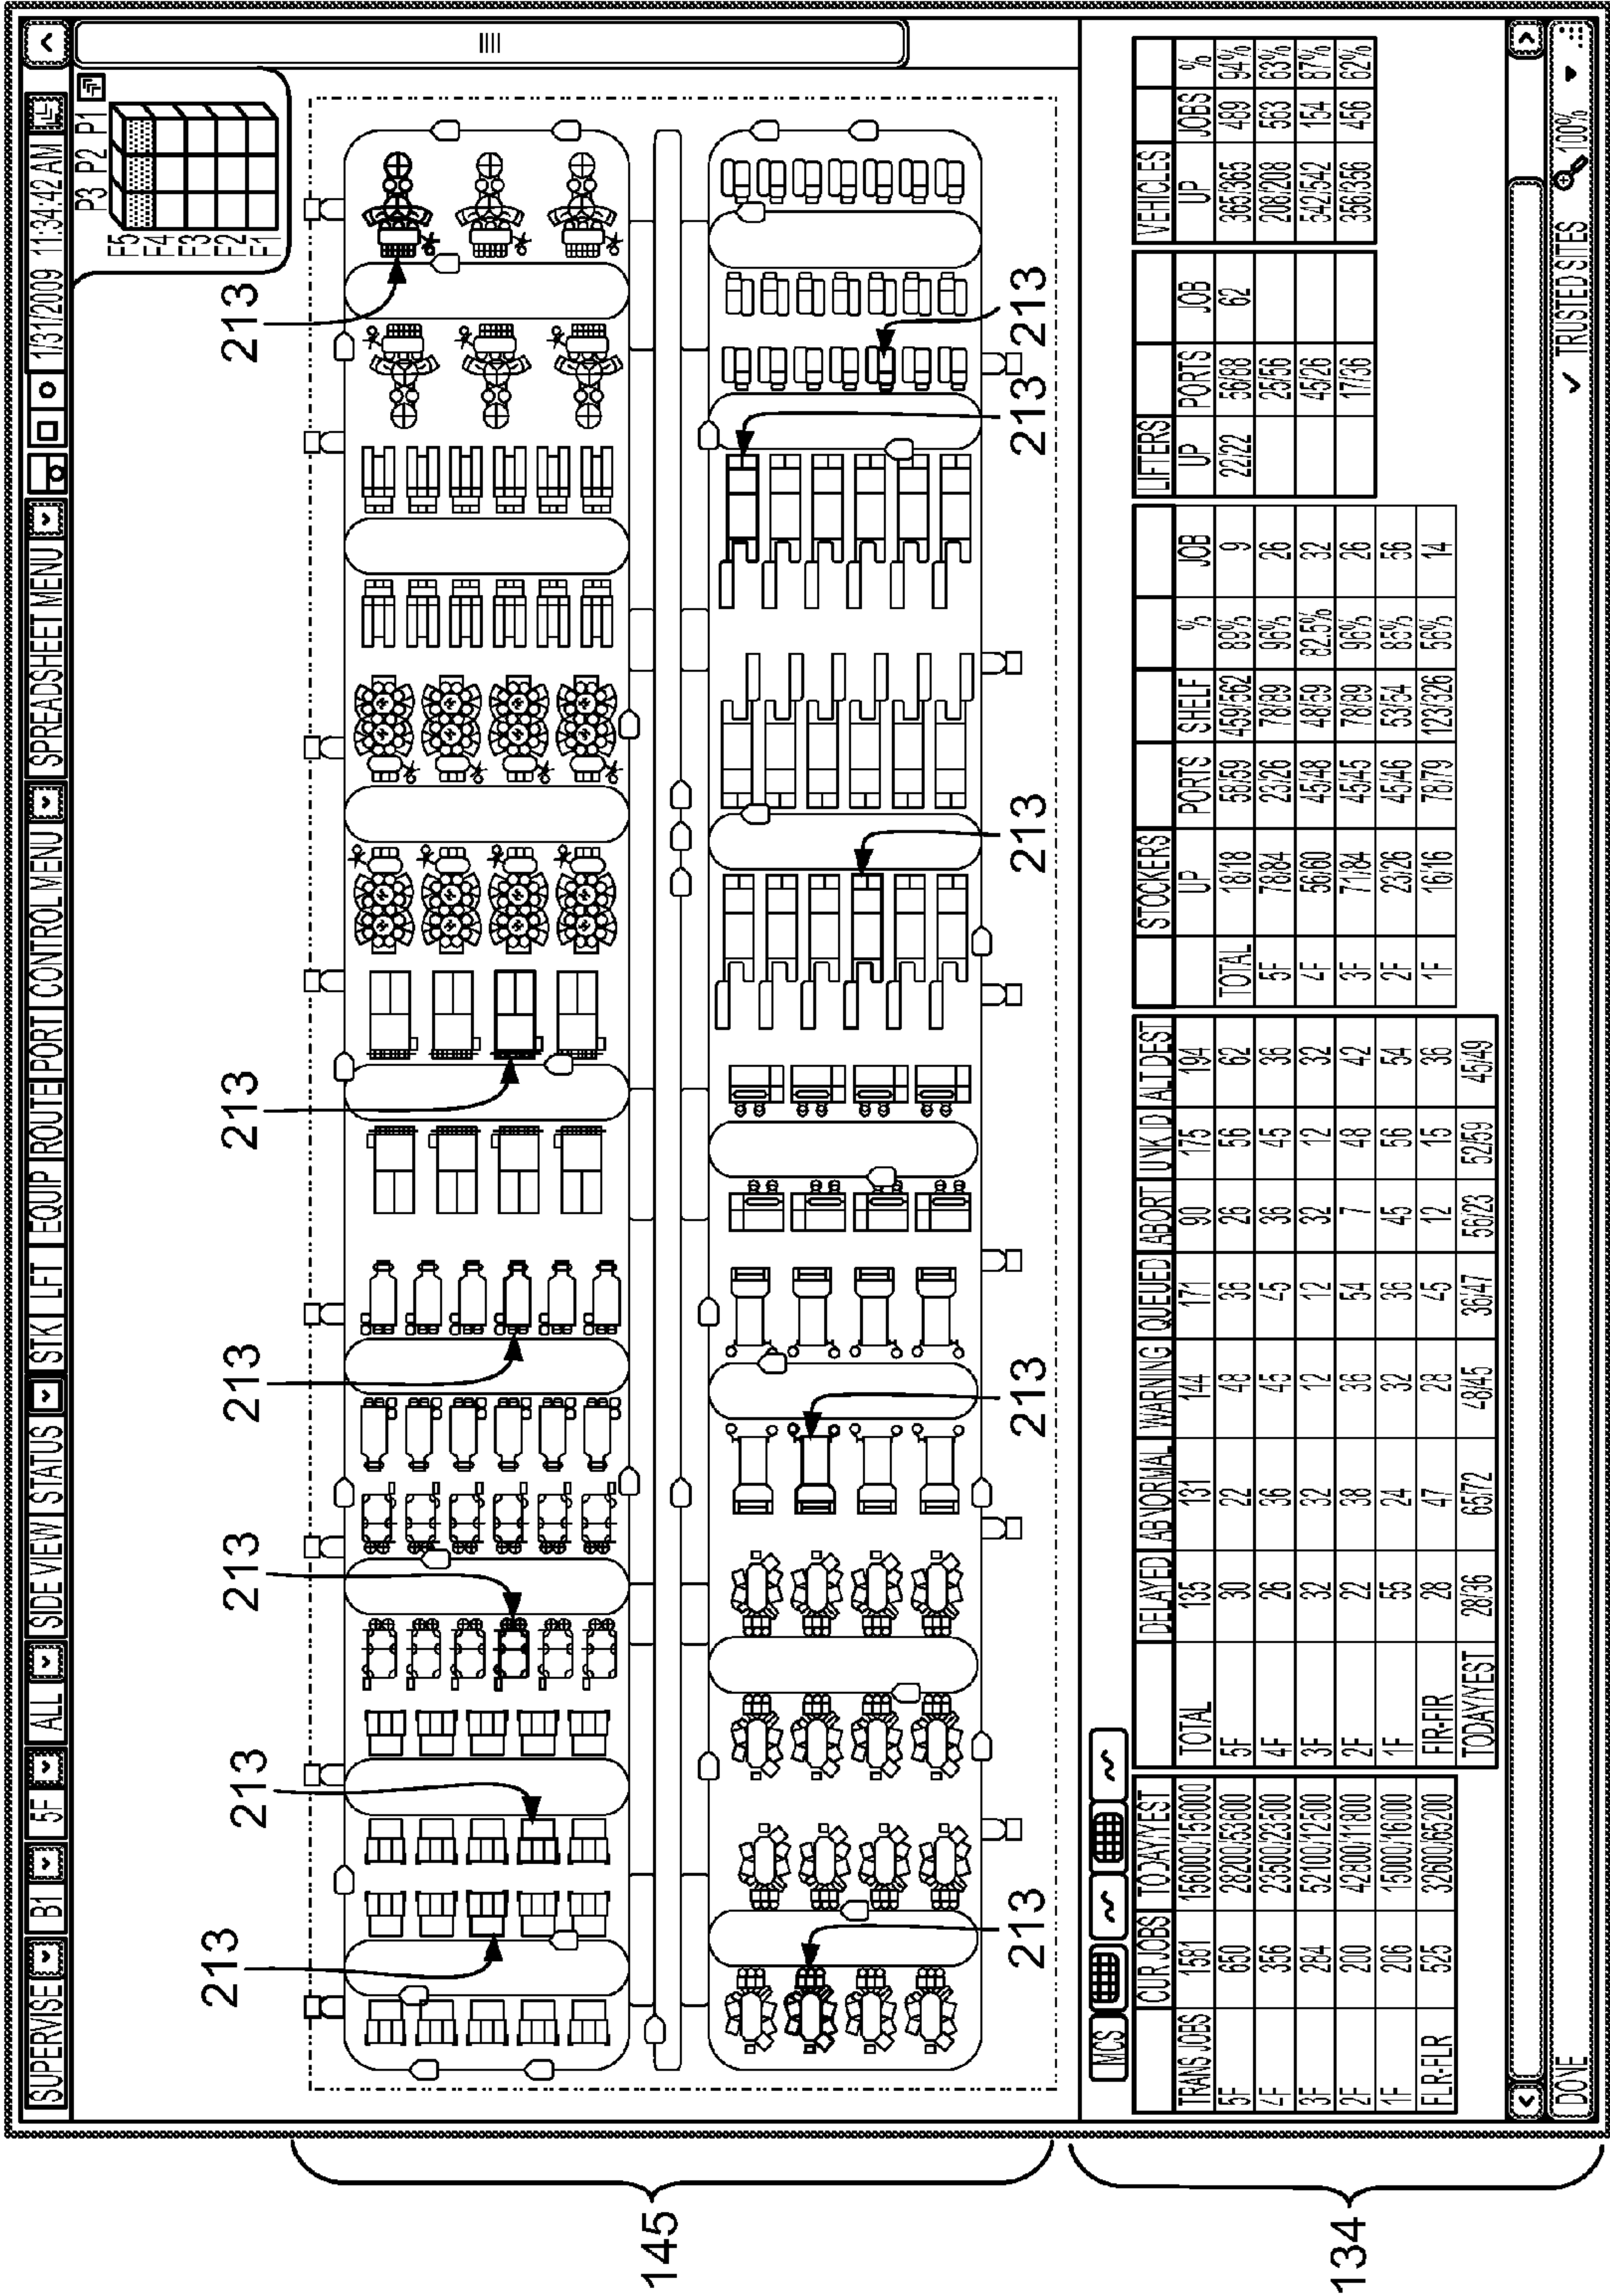 SUPERVISE B1 5F ALL SIDE VIEW STATUS STK LFT EQUIP ROUTE PORT CONTROL MENU SPREADSHEET MENU 1/31/2009 11:34:42 AM
P3 P2 P1
F5
F4
F3
F2
F1
213 213 213 213 213 213
145
213 213 213 213 213
134
MCS
CUR JOBS TODAY/YEST
TRANS JOBS 1581 156000/155000
5F 650 28200/53600
4F 356 23500/23500
3F 284 52100/12500
2F 200 42800/11800
1F 206 15000/16000
FLR-FLR 525 32600/65200
DELAYED ABNORMAL WARNING QUEUED ABORT UNK ID ALT DEST
TOTAL 135 131 144 171 90 175 194
5F 30 22 48 36 26 56 62
4F 26 36 45 45 36 45 36
3F 32 32 12 12 32 12 32
2F 22 38 36 54 7 48 42
1F 55 24 32 36 45 56 54
FIR-FIR 28 47 28 45 12 15 36
TODAY/YEST 28/36 65/72 48/45 36/47 56/23 52/59 45/49
STOCKERS
UP PORTS SHELF % JOB
TOTAL 18/18 58/59 459/562 89% 9
5F 78/84 23/26 78/89 96% 26
4F 56/60 45/48 48/59 82.5% 32
3F 71/84 45/45 78/89 96% 26
2F 23/26 45/46 53/54 85% 56
1F 16/16 78/79 123/326 56% 14
LIFTERS
UP PORTS JOB
22/22 56/88 62
25/56
45/26
17/36
VEHICLES
UP JOBS %
365/365 489 94%
208/208 563 63%
542/542 154 87%
356/356 456 62%
DONE ✓ TRUSTED SITES 100%